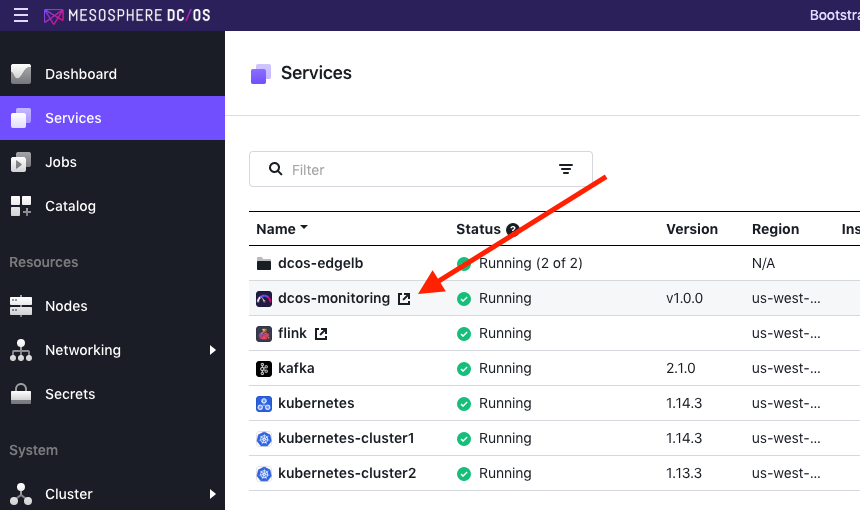 MESOSPHERE DC/OS
Bootstra
Dashboard
Services
Jobs
Catalog
Resources
Nodes
Networking
Secrets
System
Cluster
Services
Filter
Name Status ? Version Region Ins
dcos-edgelb Running (2 of 2) N/A
dcos-monitoring Running v1.0.0 us-west-...
flink Running us-west-...
kafka Running 2.1.0 us-west-...
kubernetes Running 1.14.3 us-west-...
kubernetes-cluster1 Running 1.14.3 us-west-...
kubernetes-cluster2 Running 1.13.3 us-west-...